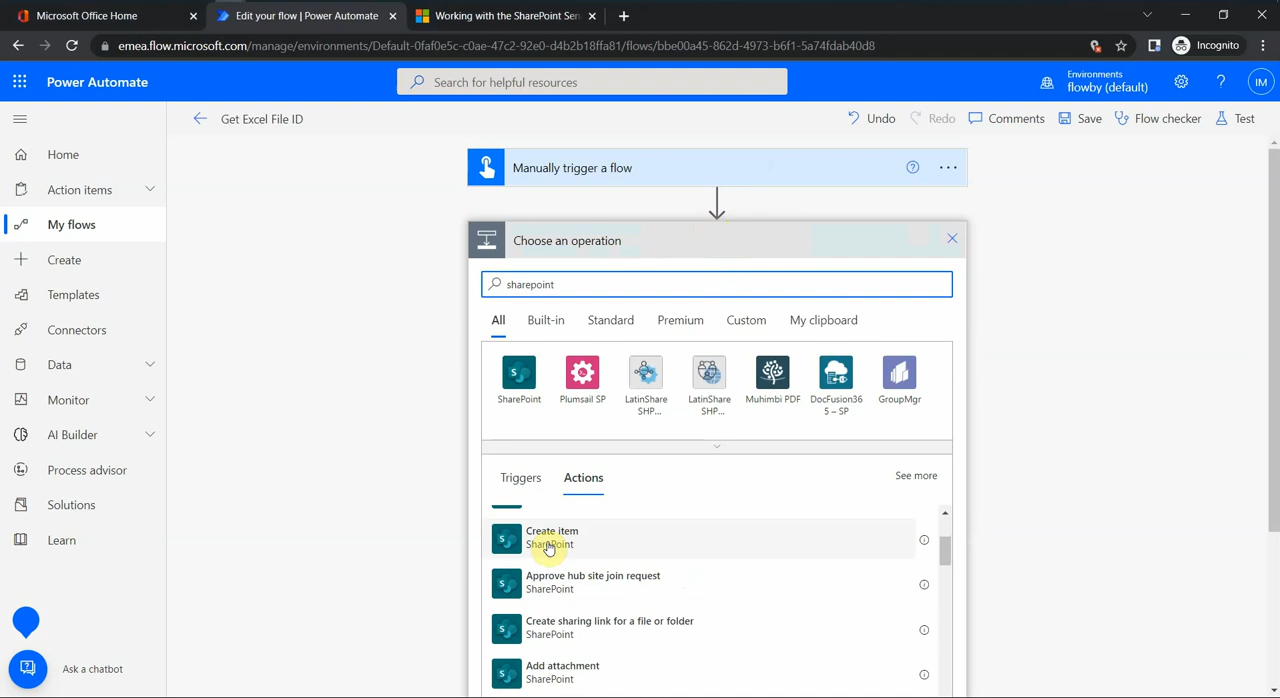 Microsoft Office Home
Edit your flow | Power Automate
Working with the SharePoint Sen
emea.flow.microsoft.com/manage/environments/Default-0faf0e5c-c0ae-47c2-92e0-d4b2b18ffa81/flows/bbe00a45-862d-4973-b6f1-5a74fdab40d8
Incognito
Power Automate
Search for helpful resources
Environments
flowby (default)
?
IM
Get Excel File ID
Undo
Redo
Comments
Save
Flow checker
Test
Home
Action items
My flows
Create
Templates
Connectors
Data
Monitor
AI Builder
Process advisor
Solutions
Learn
Ask a chatbot
Manually trigger a flow
?
Choose an operation
sharepoint
All
Built-in
Standard
Premium
Custom
My clipboard
SharePoint
Plumsail SP
LatinShare
SHP...
LatinShare
SHP...
Muhimbi PDF
DocFusion36
5 – SP
GroupMgr
Triggers
Actions
See more
Create item
SharePoint
Approve hub site join request
SharePoint
Create sharing link for a file or folder
SharePoint
Add attachment
SharePoint